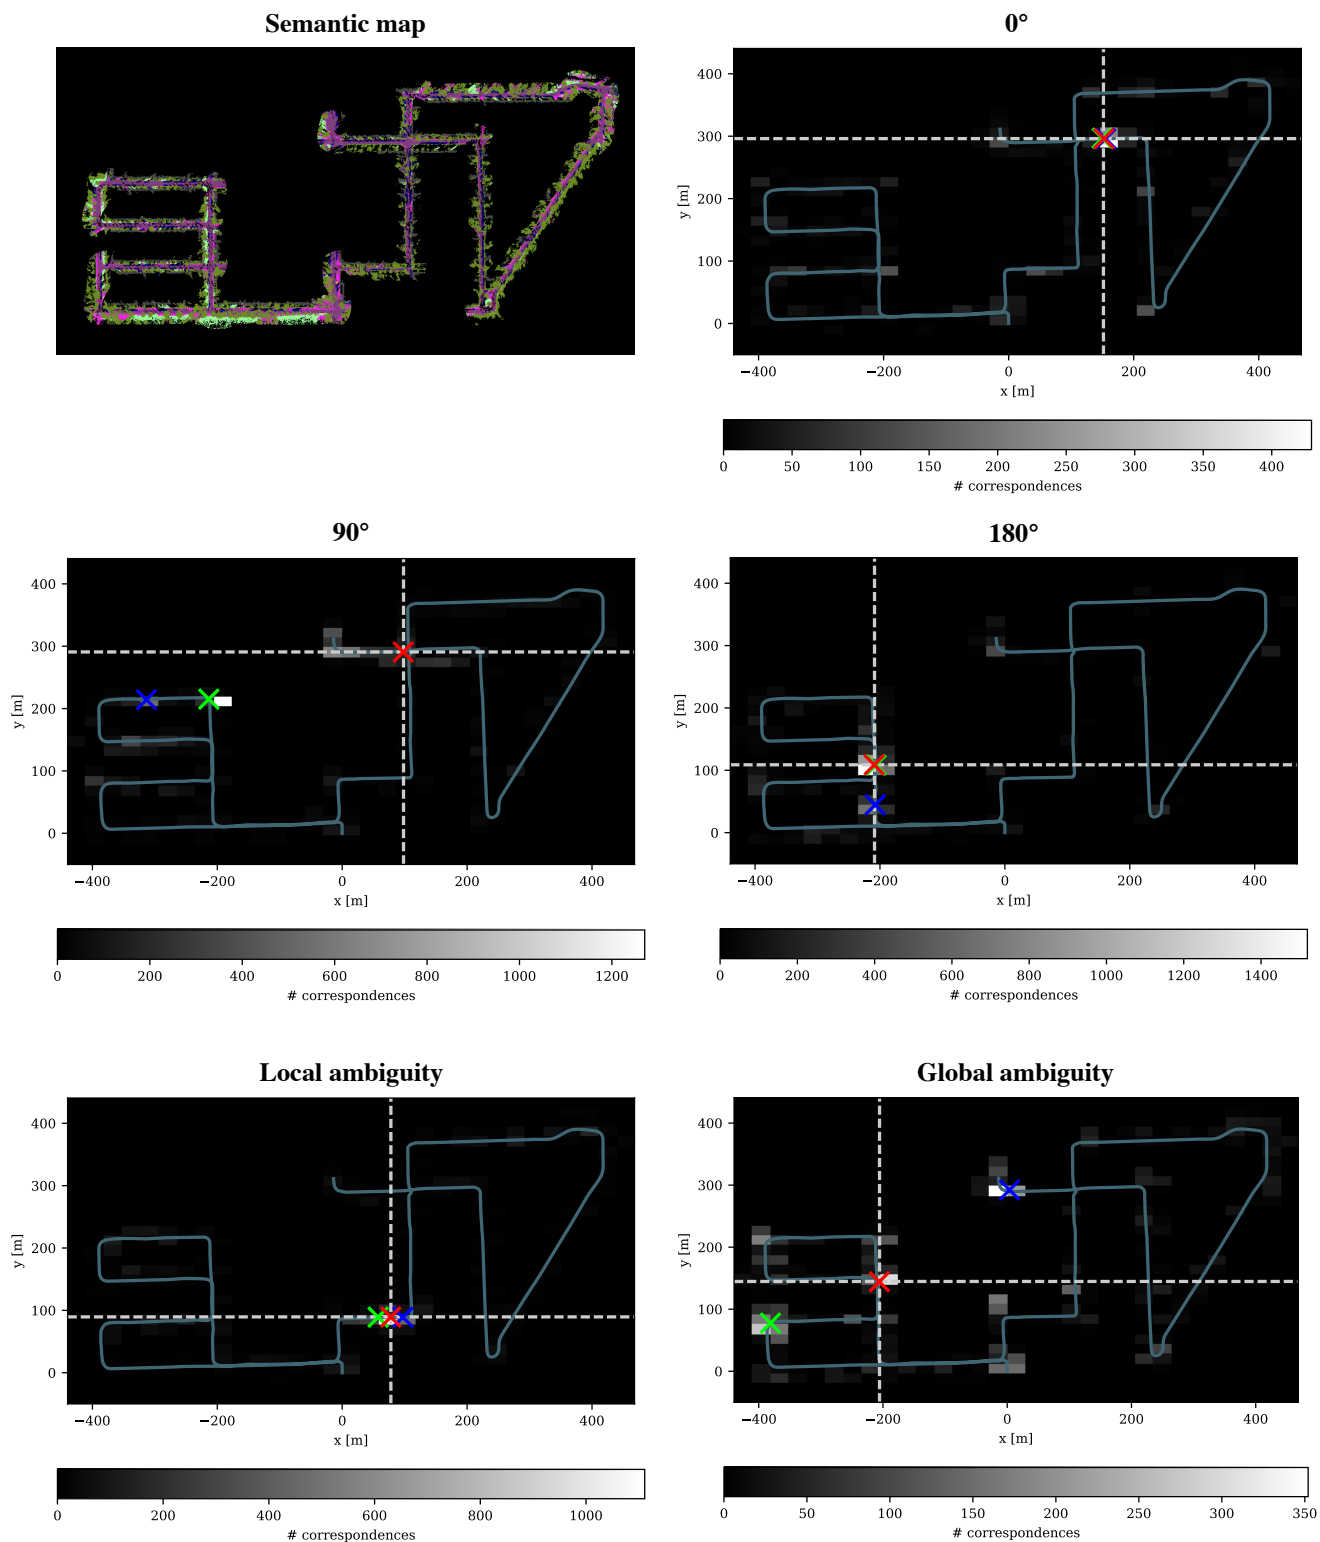 Semantic map
0°
400
300
200
100
0
y [m]
−400 −200 0 200 400
x [m]
0 50 100 150 200 250 300 350 400
# correspondences
90°
400
300
200
100
0
y [m]
−400 −200 0 200 400
x [m]
0 200 400 600 800 1000 1200
# correspondences
180°
400
300
200
100
0
y [m]
−400 −200 0 200 400
x [m]
0 200 400 600 800 1000 1200 1400
# correspondences
Local ambiguity
400
300
200
100
0
y [m]
−400 −200 0 200 400
x [m]
0 200 400 600 800 1000
# correspondences
Global ambiguity
400
300
200
100
0
y [m]
−400 −200 0 200 400
x [m]
0 50 100 150 200 250 300 350
# correspondences